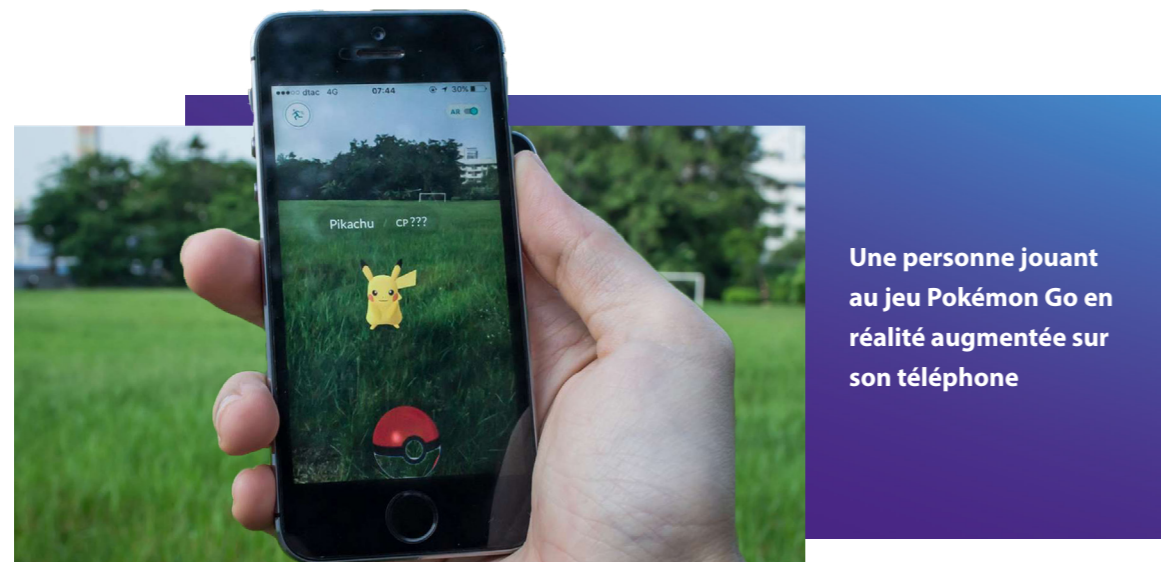 dtac 4G 07:44 30%
AR
Pikachu / CP???
Une personne jouant
au jeu Pokémon Go en
réalité augmentée sur
son téléphone